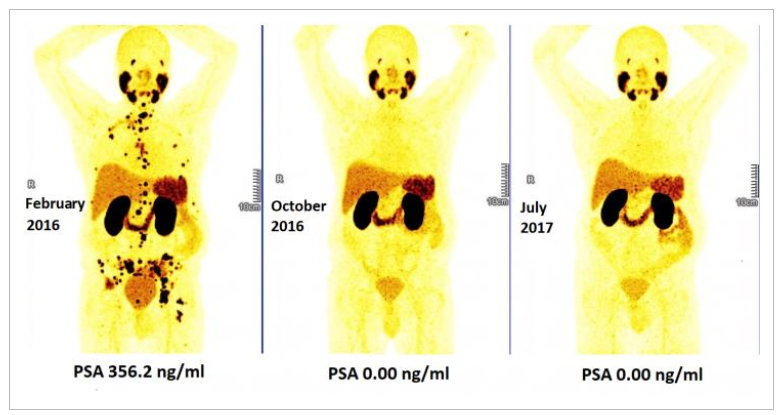 R
February
2016
10cm
PSA 356.2 ng/ml
R
October
2016
10cm
PSA 0.00 ng/ml
R
July
2017
10cm
PSA 0.00 ng/ml